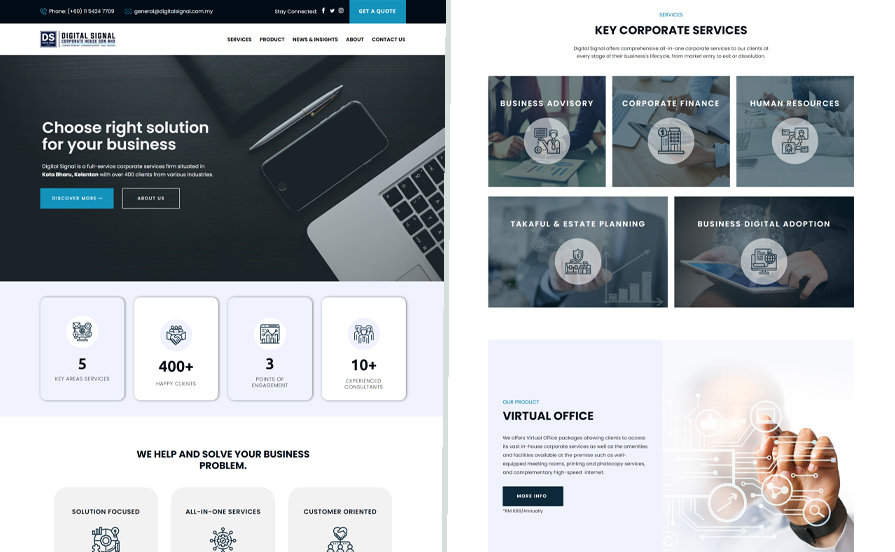 Phone: (+60) 11 5424 7709
general@digitalsignal.com.my
Stay Connected:
GET A QUOTE
DS
DIGITAL SIGNAL
CORPORATE HOUSE SDN BHD
SERVICES
PRODUCT
NEWS & INSIGHTS
ABOUT
CONTACT US
Choose right solution
for your business
Digital Signal is a full-service corporate services firm situated in
Kota Bharu, Kelantan with over 400 clients from various industries.
DISCOVER MORE→
ABOUT US
5
KEY AREAS SERVICES
400+
HAPPY CLIENTS
3
POINTS OF
ENGAGEMENT
10+
EXPERIENCED
CONSULTANTS
WE HELP AND SOLVE YOUR BUSINESS
PROBLEM.
SOLUTION FOCUSED
ALL-IN-ONE SERVICES
CUSTOMER ORIENTED
SERVICES
KEY CORPORATE SERVICES
Digital Signal offers comprehensive all-in-one corporate services to our clients at
every stage of their business's lifecycle, from market entry to exit or dissolution.
BUSINESS ADVISORY
CORPORATE FINANCE
HUMAN RESOURCES
TAKAFUL & ESTATE PLANNING
BUSINESS DIGITAL ADOPTION
OUR PRODUCT
VIRTUAL OFFICE
We offers Virtual Office packages allowing clients to access
its vast in-house corporate services as well as the amenities
and facilities available at the premise such as well-
equipped meeting rooms, printing and photocopy services,
and complementary high-speed internet.
MORE INFO
*RM 699/Annually